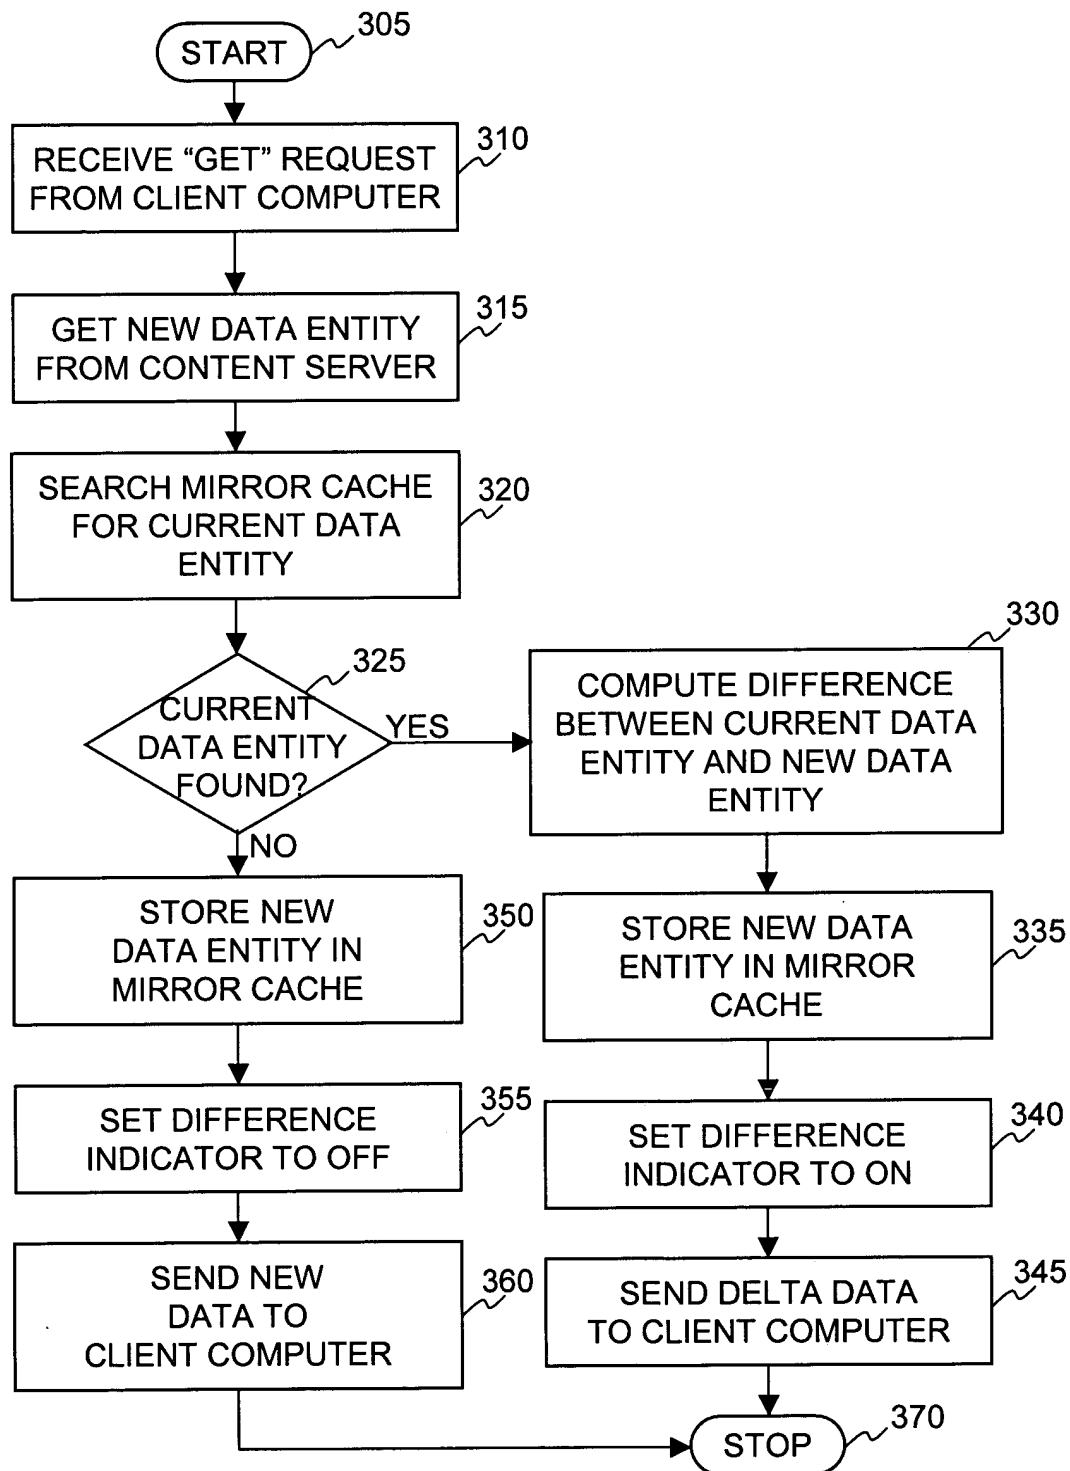 START
305
RECEIVE “GET” REQUEST
FROM CLIENT COMPUTER
310
GET NEW DATA ENTITY
FROM CONTENT SERVER
315
SEARCH MIRROR CACHE
FOR CURRENT DATA
ENTITY
320
CURRENT
DATA ENTITY
FOUND?
325
YES
NO
COMPUTE DIFFERENCE
BETWEEN CURRENT DATA
ENTITY AND NEW DATA
ENTITY
330
STORE NEW DATA
ENTITY IN MIRROR
CACHE
335
SET DIFFERENCE
INDICATOR TO ON
340
SEND DELTA DATA
TO CLIENT COMPUTER
345
STORE NEW
DATA ENTITY IN
MIRROR CACHE
350
SET DIFFERENCE
INDICATOR TO OFF
355
SEND NEW
DATA TO
CLIENT COMPUTER
360
STOP
370